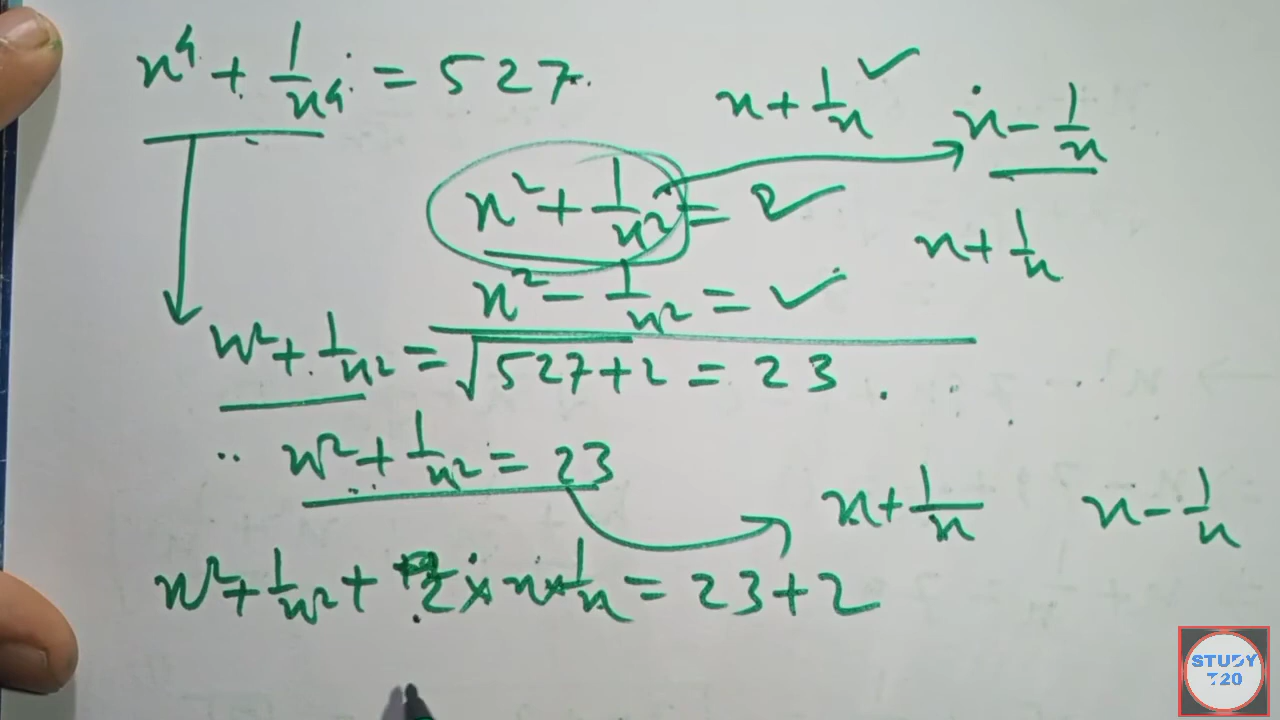 x⁴ + 1/x⁴ = 527.
x + 1/x ✓
x - 1/x
x² + 1/x² = 2✓
x + 1/x
x² - 1/x² = ✓
x² + 1/x² = √527+2 = 23
x² + 1/x² = 23
x + 1/x
x - 1/x
x² + 1/x² + 2 × x × 1/x = 23+2
STUDY
T20